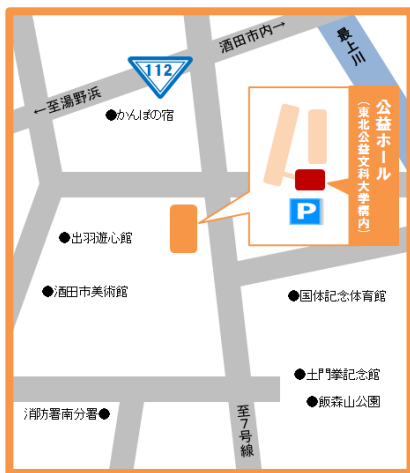 酒田市内→
最上川
112
←至湯野浜
●かんぽの宿
公益ホール
（東北公益文科大学構内）
P
●出羽遊心館
●酒田市美術館
●国体記念体育館
●土門拳記念館
●飯森山公園
消防署南分署●
至7号線